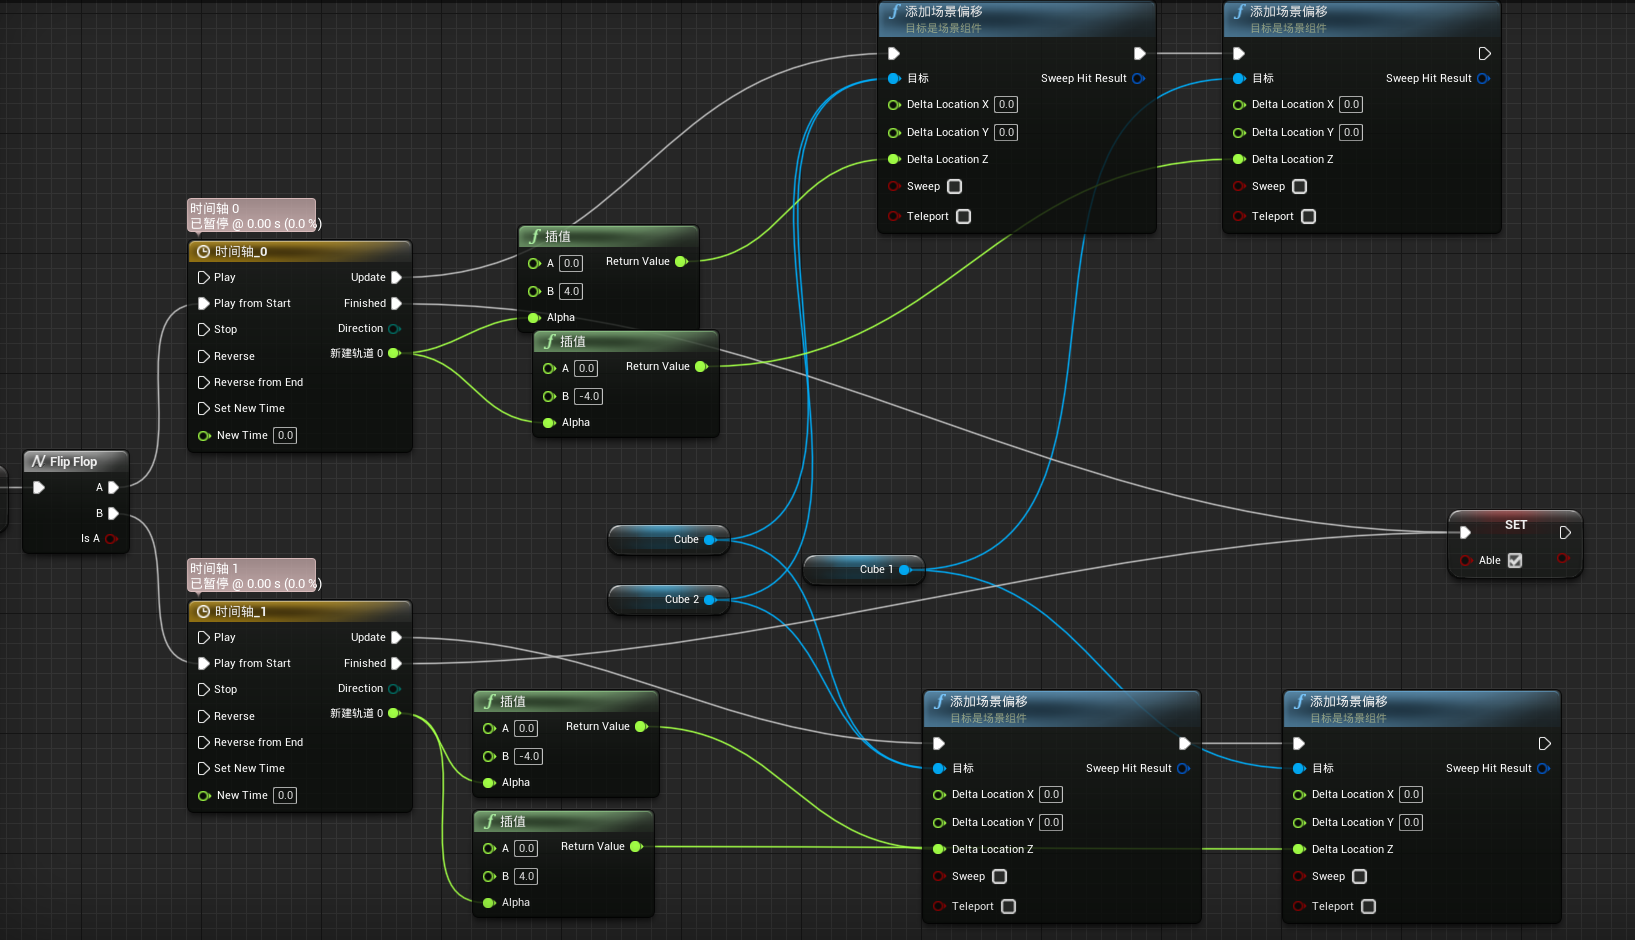 添加场景偏移
目标是场景组件
目标
Sweep Hit Result
Delta Location X 0.0
Delta Location Y 0.0
Delta Location Z
Sweep
Teleport
添加场景偏移
目标是场景组件
目标
Sweep Hit Result
Delta Location X 0.0
Delta Location Y 0.0
Delta Location Z
Sweep
Teleport
时间轴 0
已暂停 @ 0.00 s (0.0 %)
时间轴_0
Play
Update
Play from Start
Finished
Stop
Direction
Reverse
新建轨道 0
Reverse from End
Set New Time
New Time 0.0
插值
A 0.0
Return Value
B 4.0
Alpha
插值
A 0.0
Return Value
B -4.0
Alpha
Flip Flop
A
B
Is A
Cube
Cube 1
Cube 2
SET
Able
时间轴 1
已暂停 @ 0.00 s (0.0 %)
时间轴_1
Play
Update
Play from Start
Finished
Stop
Direction
Reverse
新建轨道 0
Reverse from End
Set New Time
New Time 0.0
插值
A 0.0
Return Value
B -4.0
Alpha
插值
A 0.0
Return Value
B 4.0
Alpha
添加场景偏移
目标是场景组件
目标
Sweep Hit Result
Delta Location X 0.0
Delta Location Y 0.0
Delta Location Z
Sweep
Teleport
添加场景偏移
目标是场景组件
目标
Sweep Hit Result
Delta Location X 0.0
Delta Location Y 0.0
Delta Location Z
Sweep
Teleport